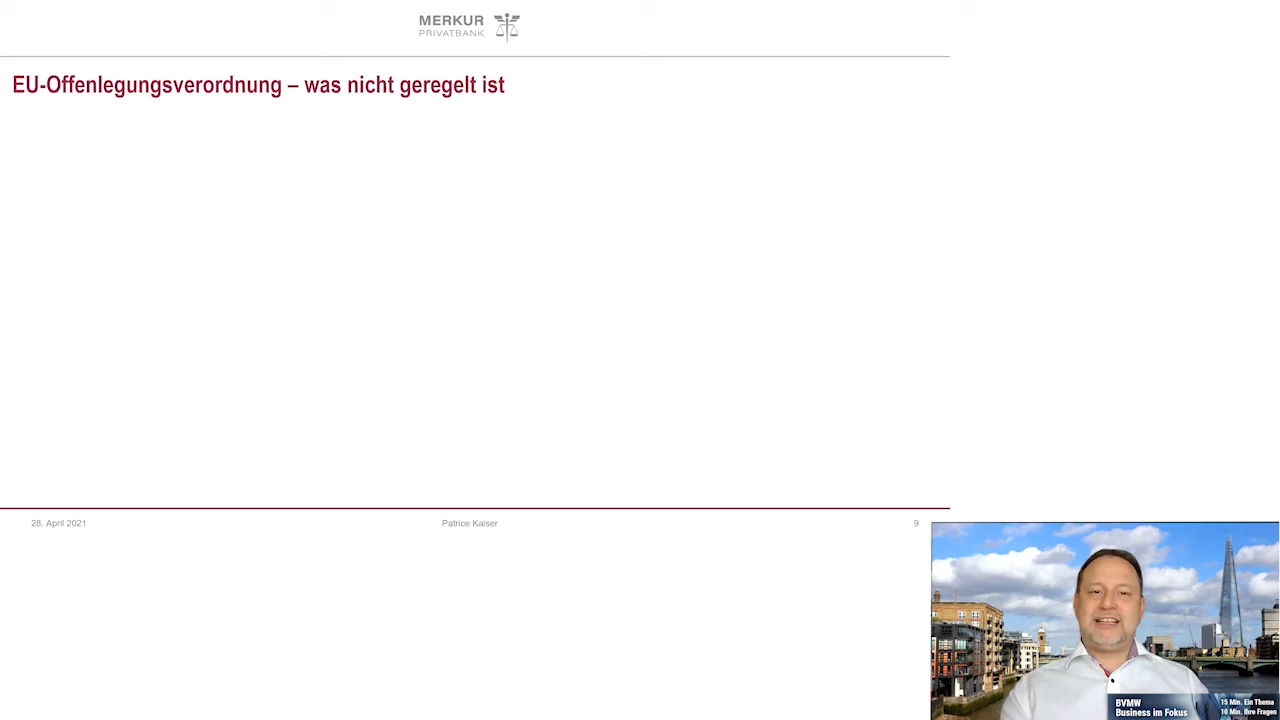 MERKUR
PRIVATBANK
EU-Offenlegungsverordnung – was nicht geregelt ist
28. April 2021
Patrice Kaiser
9
BVMW
Business im Fokus
15 Min. Ein Thema
10 Min. Ihre Fragen